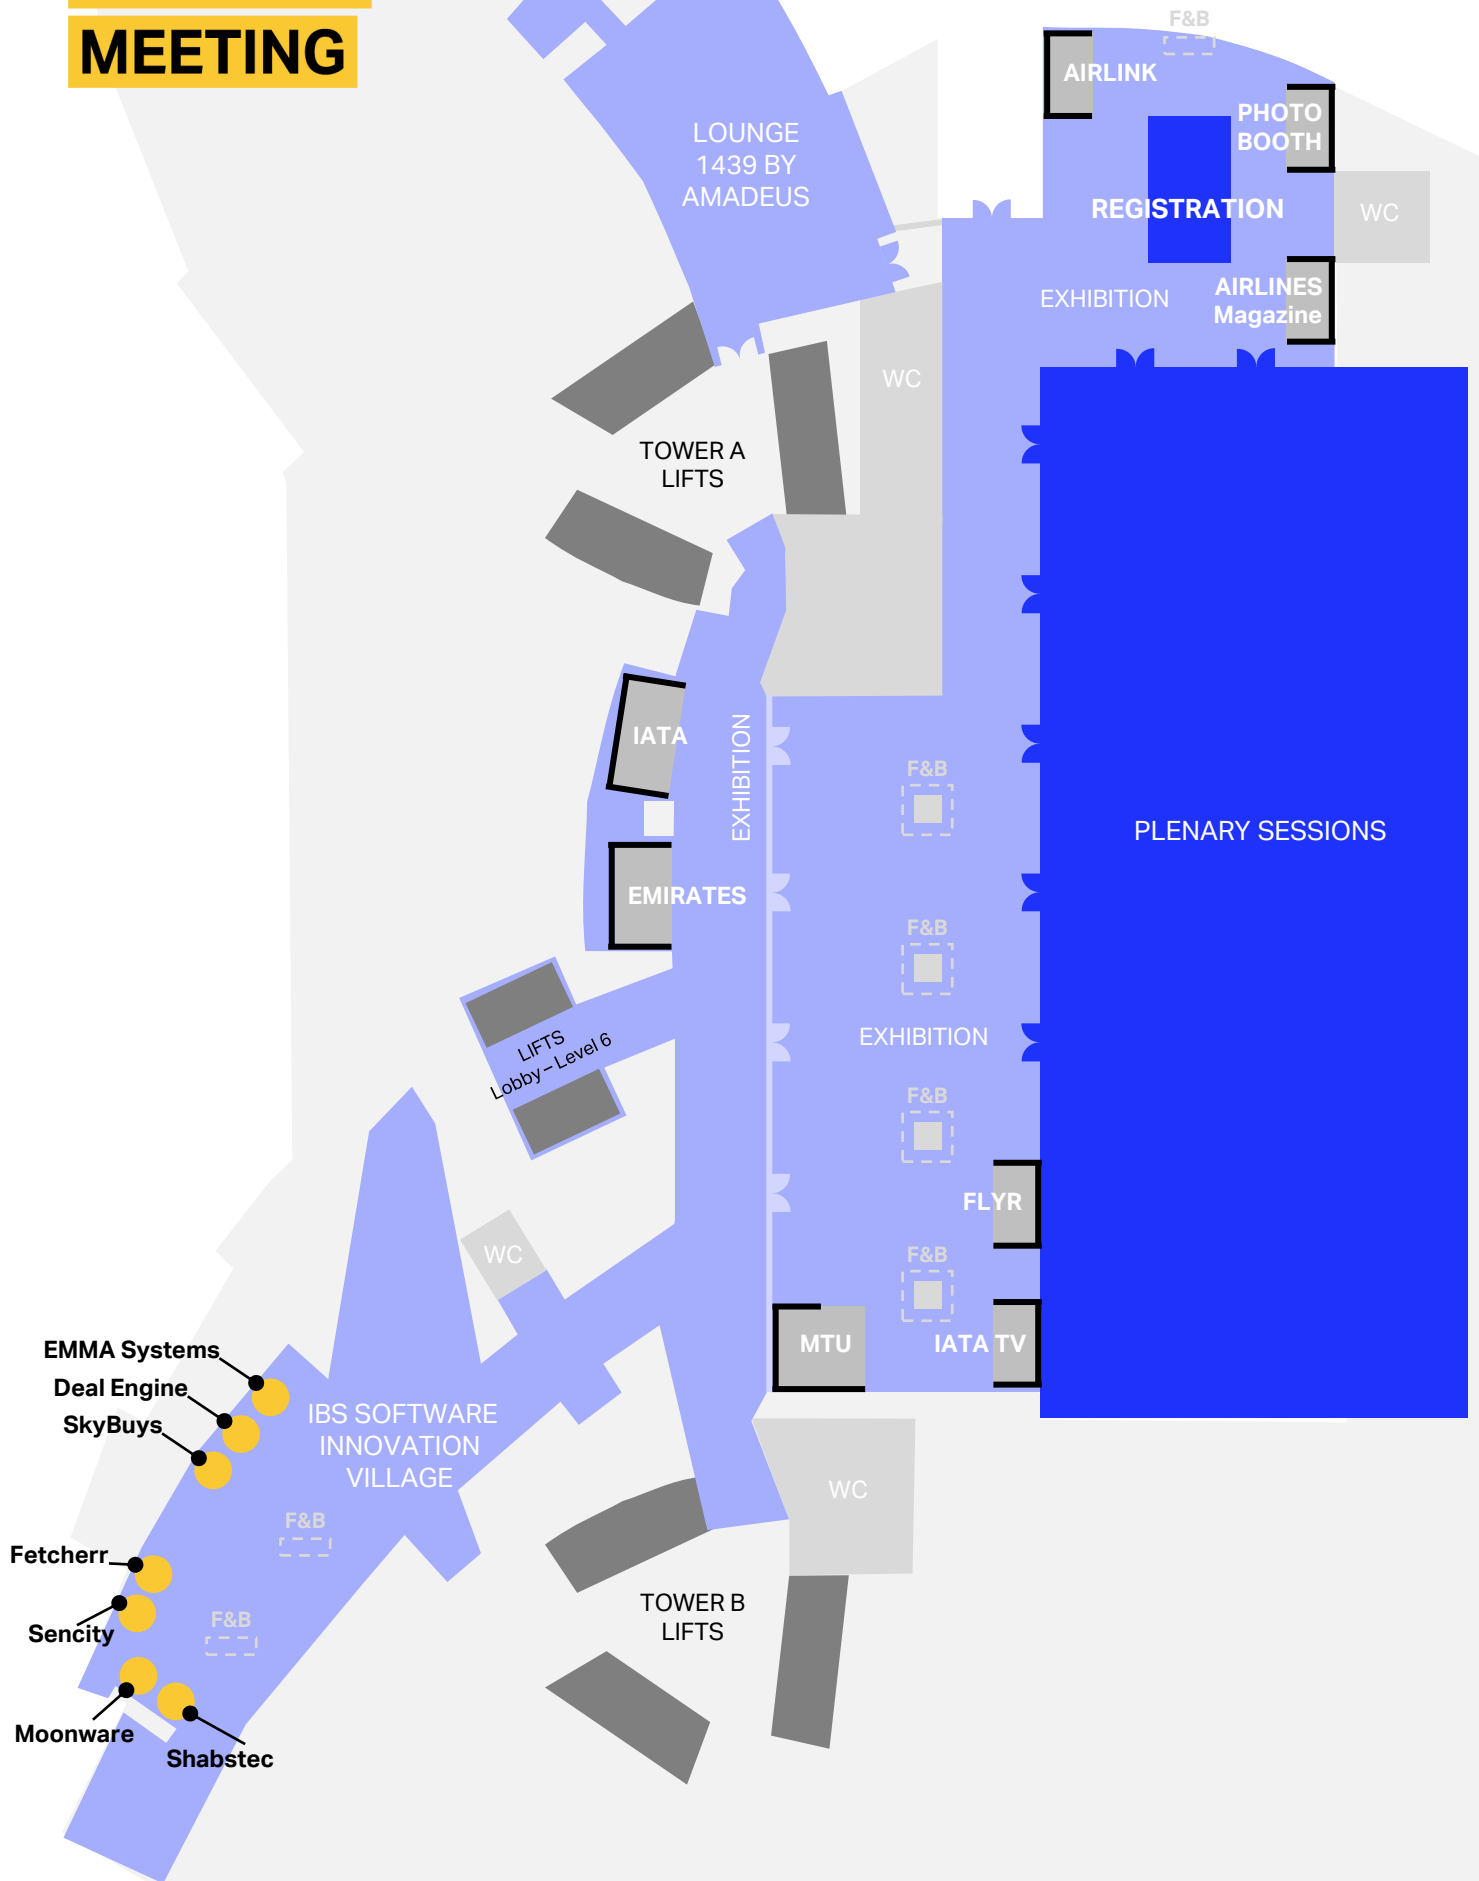 MEETING
F&B
AIRLINK
PHOTO
BOOTH
LOUNGE
1439 BY
AMADEUS
REGISTRATION
WC
EXHIBITION
AIRLINES
Magazine
WC
TOWER A
LIFTS
IATA
EXHIBITION
F&B
PLENARY SESSIONS
EMIRATES
F&B
EXHIBITION
LIFTS
Lobby – Level 6
F&B
FLYR
WC
F&B
MTU
IATA TV
EMMA Systems
Deal Engine
SkyBuys
IBS SOFTWARE
INNOVATION
VILLAGE
WC
F&B
Fetcherr
TOWER B
LIFTS
F&B
Sencity
Moonware
Shabstec